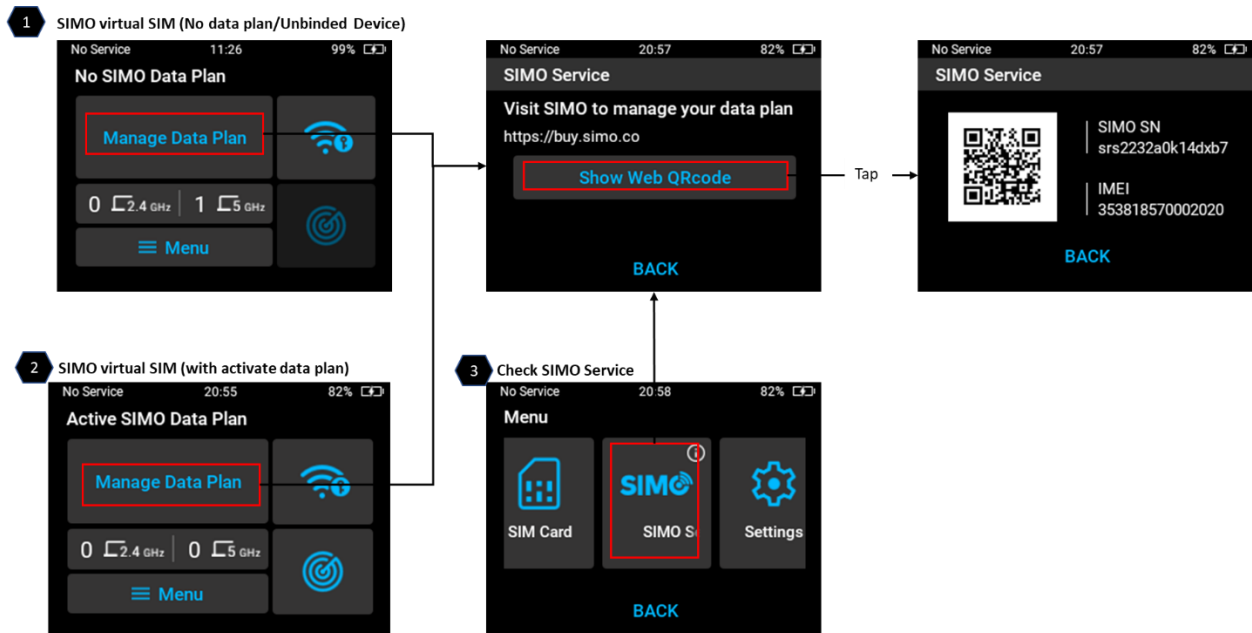 1 SIMO virtual SIM (No data plan/Unbinded Device)
No Service 11:26 99%
No SIMO Data Plan
Manage Data Plan
0 2.4 GHz 1 5 GHz
Menu
No Service 20:57 82%
SIMO Service
Visit SIMO to manage your data plan
https://buy.simo.co
Show Web QRcode
BACK
Tap
No Service 20:57 82%
SIMO Service
SIMO SN
srs2232a0k14dxb7
IMEI
353818570002020
BACK
2 SIMO virtual SIM (with activate data plan)
No Service 20:55 82%
Active SIMO Data Plan
Manage Data Plan
0 2.4 GHz 0 5 GHz
Menu
3 Check SIMO Service
No Service 20:58 82%
Menu
SIMO
SIM Card SIMO Se Settings
BACK